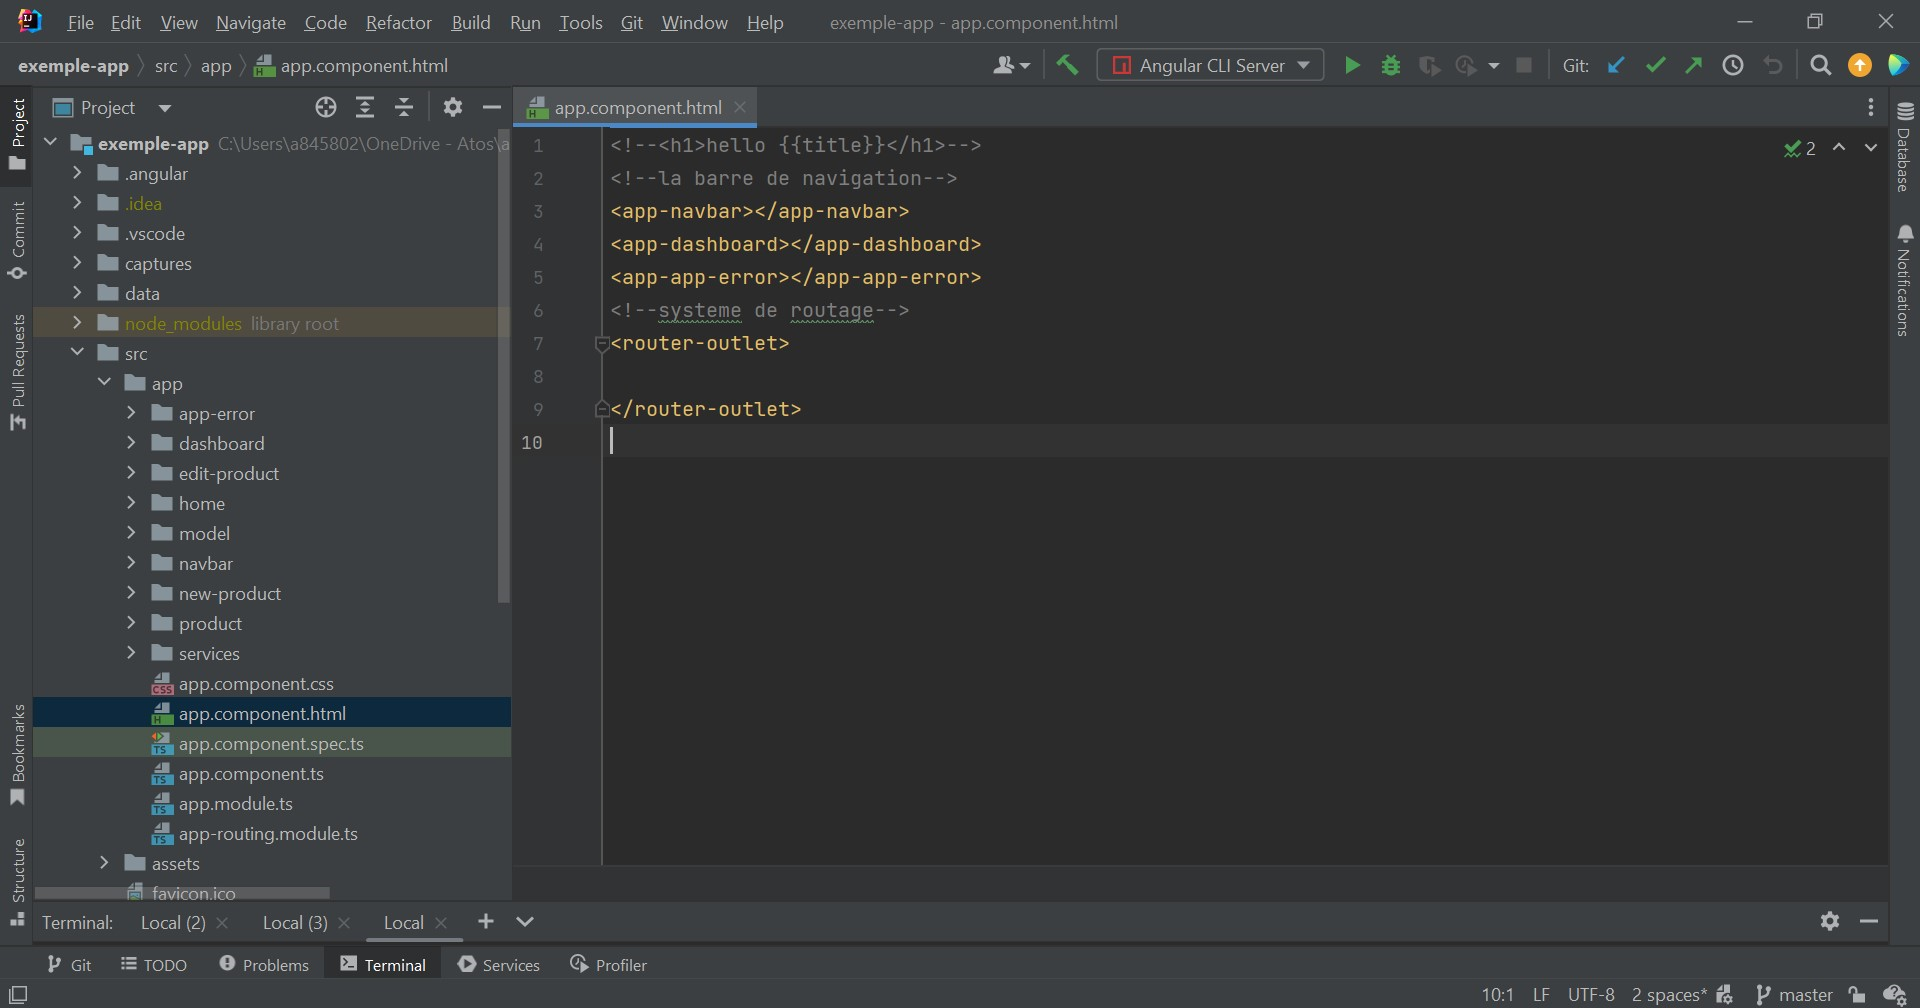 File Edit View Navigate Code Refactor Build Run Tools Git Window Help exemple-app - app.component.html
exemple-app src app app.component.html Angular CLI Server Git:
Project
app.component.html
Project
Commit
Pull Requests
Bookmarks
Structure
exemple-app C:\Users\a845802\OneDrive - Atos\a
.angular
.idea
.vscode
captures
data
node_modules library root
src
app
app-error
dashboard
edit-product
home
model
navbar
new-product
product
services
app.component.css
app.component.html
app.component.spec.ts
app.component.ts
app.module.ts
app-routing.module.ts
assets
favicon.ico
1 <!--<h1>hello {{title}}</h1>-->
2 <!--la barre de navigation-->
3 <app-navbar></app-navbar>
4 <app-dashboard></app-dashboard>
5 <app-app-error></app-app-error>
6 <!--systeme de routage-->
7 <router-outlet>
8
9 </router-outlet>
10
2
Database
Notifications
Terminal: Local (2) Local (3) Local
Git TODO Problems Terminal Services Profiler
10:1 LF UTF-8 2 spaces* master